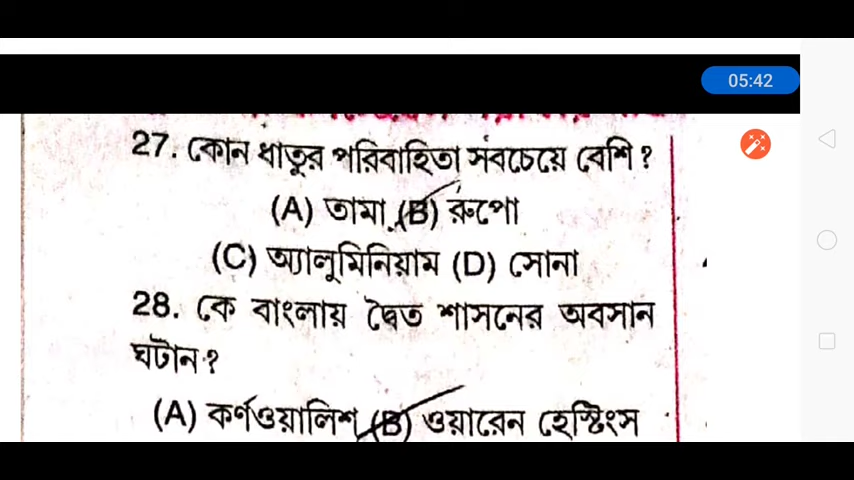 05:42
27. কোন ধাতুর পরিবাহিতা সবচেয়ে বেশি ?
(A) তামা (B) রুপো
(C) অ্যালুমিনিয়াম (D) সোনা
28. কে বাংলায় দ্বৈত শাসনের অবসান
ঘটান ?
(A) কর্ণওয়ালিশ (B) ওয়ারেন হেস্টিংস